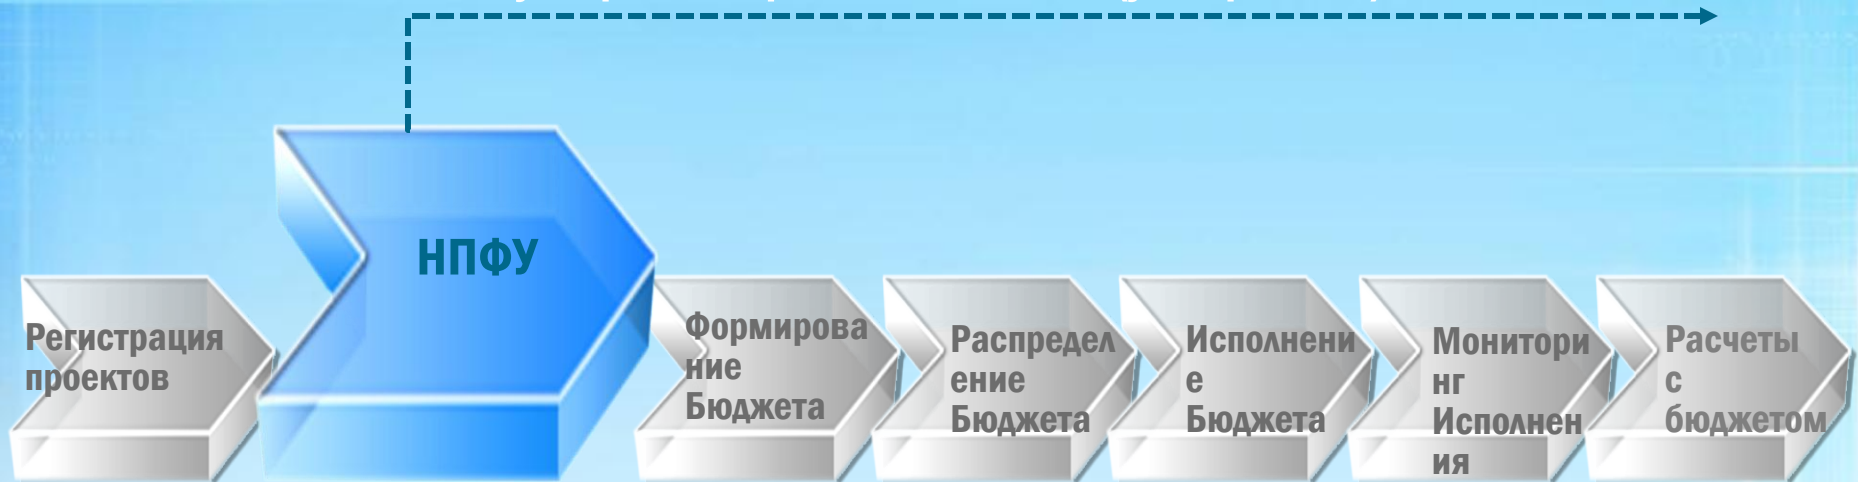 НПФУ
Регистрация
проектов
Формирова
ние
Бюджета
Распредел
ение
Бюджета
Исполнени
е
Бюджета
Монитори
нг
Исполнен
ия
Расчеты
с
бюджетом